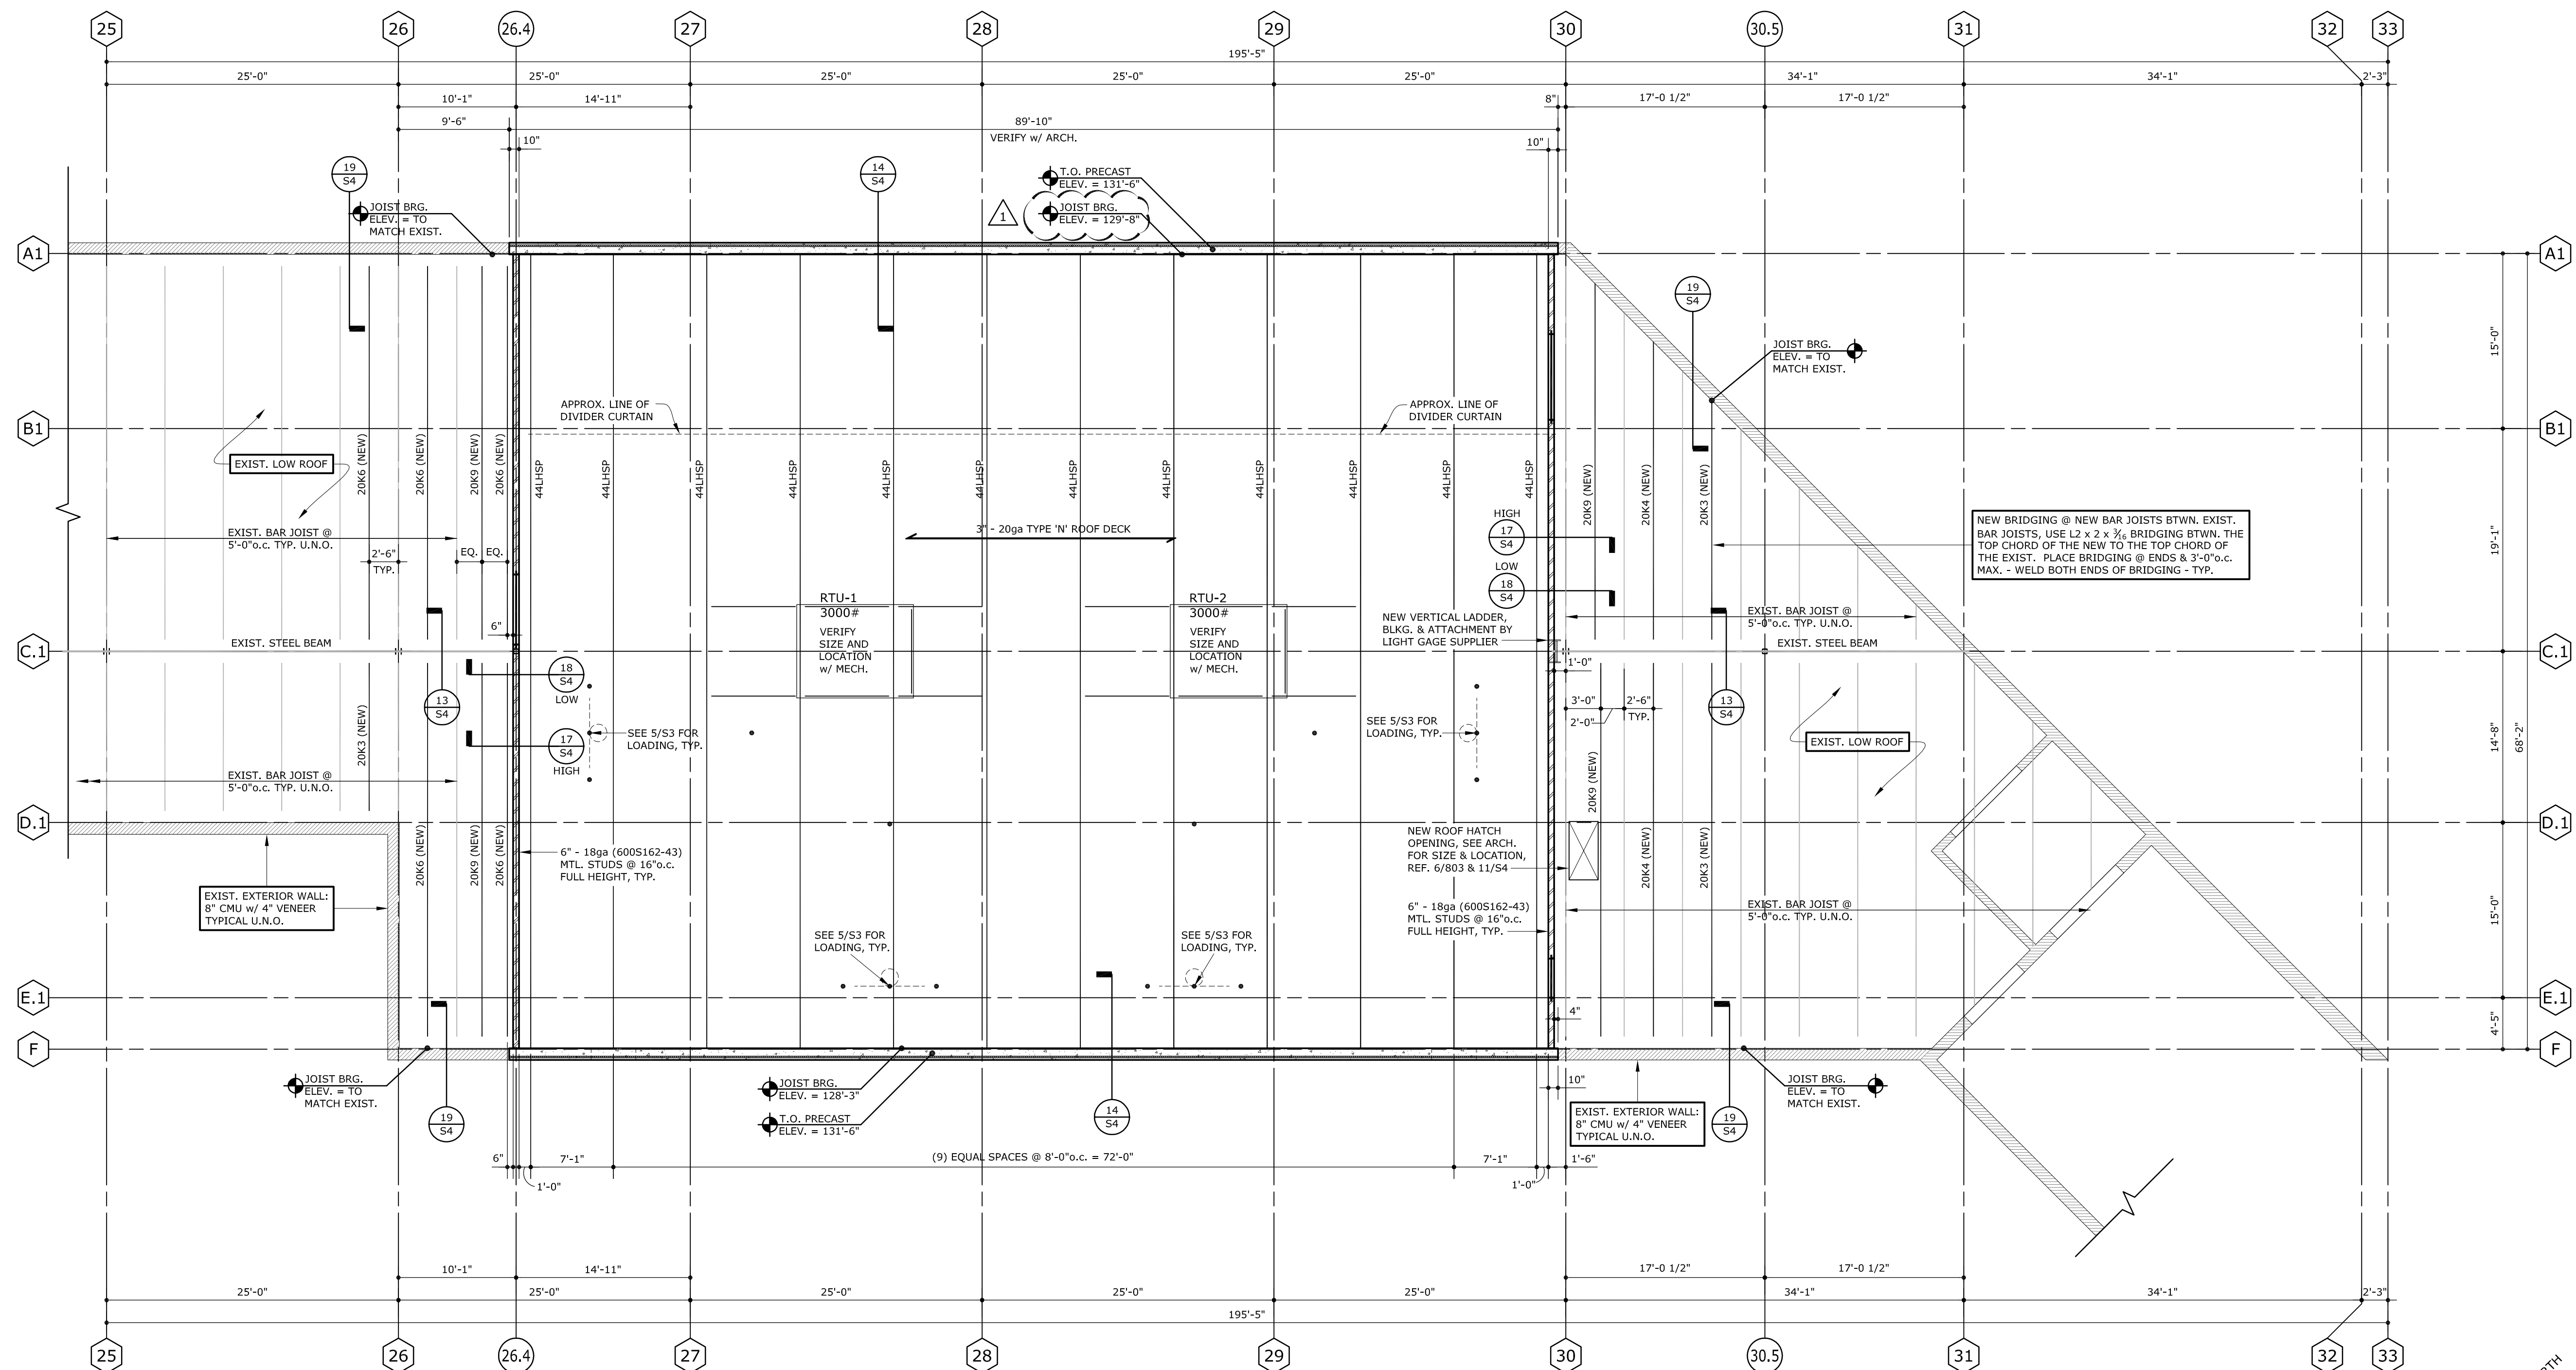 25
26
26.4
27
28
29
30
30.5
31
32
33
195'-5"
25'-0"
25'-0"
25'-0"
25'-0"
25'-0"
34'-1"
34'-1"
2'-3"
10'-1"
14'-11"
8"
17'-0 1/2"
17'-0 1/2"
9'-6"
89'-10"
VERIFY w/ ARCH.
10"
10"
19
S4
14
S4
T.O. PRECAST
ELEV. = 131'-6"
1
JOIST BRG.
ELEV. = 129'-8"
JOIST BRG.
ELEV. = TO
MATCH EXIST.
A1
A1
19
S4
JOIST BRG.
ELEV. = TO
MATCH EXIST.
15'-0"
APPROX. LINE OF
DIVIDER CURTAIN
APPROX. LINE OF
DIVIDER CURTAIN
B1
B1
EXIST. LOW ROOF
20K6 (NEW)
20K6 (NEW)
20K9 (NEW)
20K6 (NEW)
44LHSP
44LHSP
44LHSP
44LHSP
44LHSP
44LHSP
44LHSP
44LHSP
44LHSP
44LHSP
44LHSP
44LHSP
20K9 (NEW)
20K4 (NEW)
20K3 (NEW)
EXIST. BAR JOIST @
5'-0"o.c. TYP. U.N.O.
2'-6"
TYP.
EQ.
EQ.
3" - 20ga TYPE 'N' ROOF DECK
HIGH
17
S4
LOW
18
S4
NEW BRIDGING @ NEW BAR JOISTS BTWN. EXIST.
BAR JOISTS, USE L2 x 2 x 3/16 BRIDGING BTWN. THE
TOP CHORD OF THE NEW TO THE TOP CHORD OF
THE EXIST. PLACE BRIDGING @ ENDS & 3'-0"o.c.
MAX. - WELD BOTH ENDS OF BRIDGING - TYP.
19'-1"
RTU-1
3000#
VERIFY
SIZE AND
LOCATION
w/ MECH.
RTU-2
3000#
VERIFY
SIZE AND
LOCATION
w/ MECH.
NEW VERTICAL LADDER,
BLKG. & ATTACHMENT BY
LIGHT GAGE SUPPLIER
EXIST. BAR JOIST @
5'-0"o.c. TYP. U.N.O.
6"
C.1
EXIST. STEEL BEAM
EXIST. STEEL BEAM
C.1
1'-0"
18
S4
LOW
13
S4
17
S4
HIGH
SEE 5/S3 FOR
LOADING, TYP.
SEE 5/S3 FOR
LOADING, TYP.
3'-0"
2'-0"
2'-6"
TYP.
13
S4
EXIST. LOW ROOF
14'-8"
68'-2"
20K3 (NEW)
20K9 (NEW)
EXIST. BAR JOIST @
5'-0"o.c. TYP. U.N.O.
D.1
D.1
20K6 (NEW)
20K9 (NEW)
20K6 (NEW)
6" - 18ga (600S162-43)
MTL. STUDS @ 16"o.c.
FULL HEIGHT, TYP.
NEW ROOF HATCH
OPENING, SEE ARCH.
FOR SIZE & LOCATION,
REF. 6/803 & 11/S4
20K4 (NEW)
20K3 (NEW)
EXIST. EXTERIOR WALL:
8" CMU w/ 4" VENEER
TYPICAL U.N.O.
6" - 18ga (600S162-43)
MTL. STUDS @ 16"o.c.
FULL HEIGHT, TYP.
EXIST. BAR JOIST @
5'-0"o.c. TYP. U.N.O.
15'-0"
SEE 5/S3 FOR
LOADING, TYP.
SEE 5/S3 FOR
LOADING, TYP.
E.1
E.1
4"
4'-5"
F
F
JOIST BRG.
ELEV. = TO
MATCH EXIST.
19
S4
JOIST BRG.
ELEV. = 128'-3"
T.O. PRECAST
ELEV. = 131'-6"
14
S4
10"
EXIST. EXTERIOR WALL:
8" CMU w/ 4" VENEER
TYPICAL U.N.O.
19
S4
JOIST BRG.
ELEV. = TO
MATCH EXIST.
6"
7'-1"
(9) EQUAL SPACES @ 8'-0"o.c. = 72'-0"
7'-1"
1'-6"
1'-0"
1'-0"
10'-1"
14'-11"
17'-0 1/2"
17'-0 1/2"
25'-0"
25'-0"
25'-0"
25'-0"
25'-0"
34'-1"
34'-1"
2'-3"
195'-5"
25
26
26.4
27
28
29
30
30.5
31
32
33